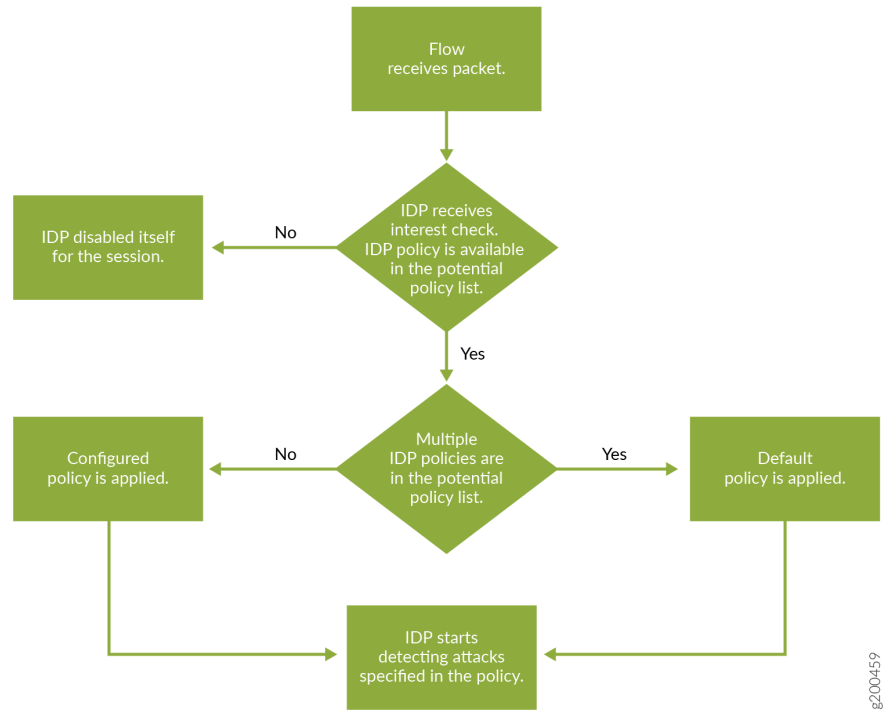 Flow
receives packet.
IDP receives
interest check.
IDP policy is available
in the potential
policy list.
No
IDP disabled itself
for the session.
Yes
Multiple
IDP policies are
in the potential
policy list.
No
Configured
policy is applied.
Yes
Default
policy is applied.
IDP starts
detecting attacks
specified in the policy.
g200459